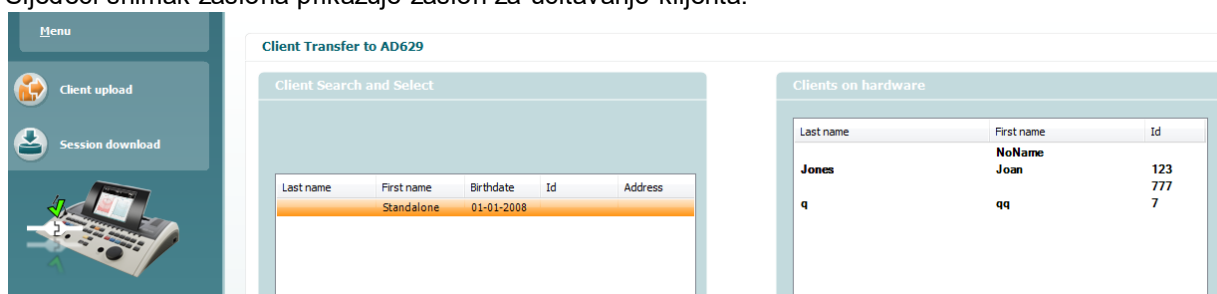 Sljedeći snimak zaslona prikazuje zaslon za učitavanje klijenta:
Menu
Client upload
Session download
Client Transfer to AD629
Client Search and Select
Last name First name Birthdate Id Address
Standalone 01-01-2008
Clients on hardware
Last name First name Id
NoName
Jones Joan 123
777
q qq 7